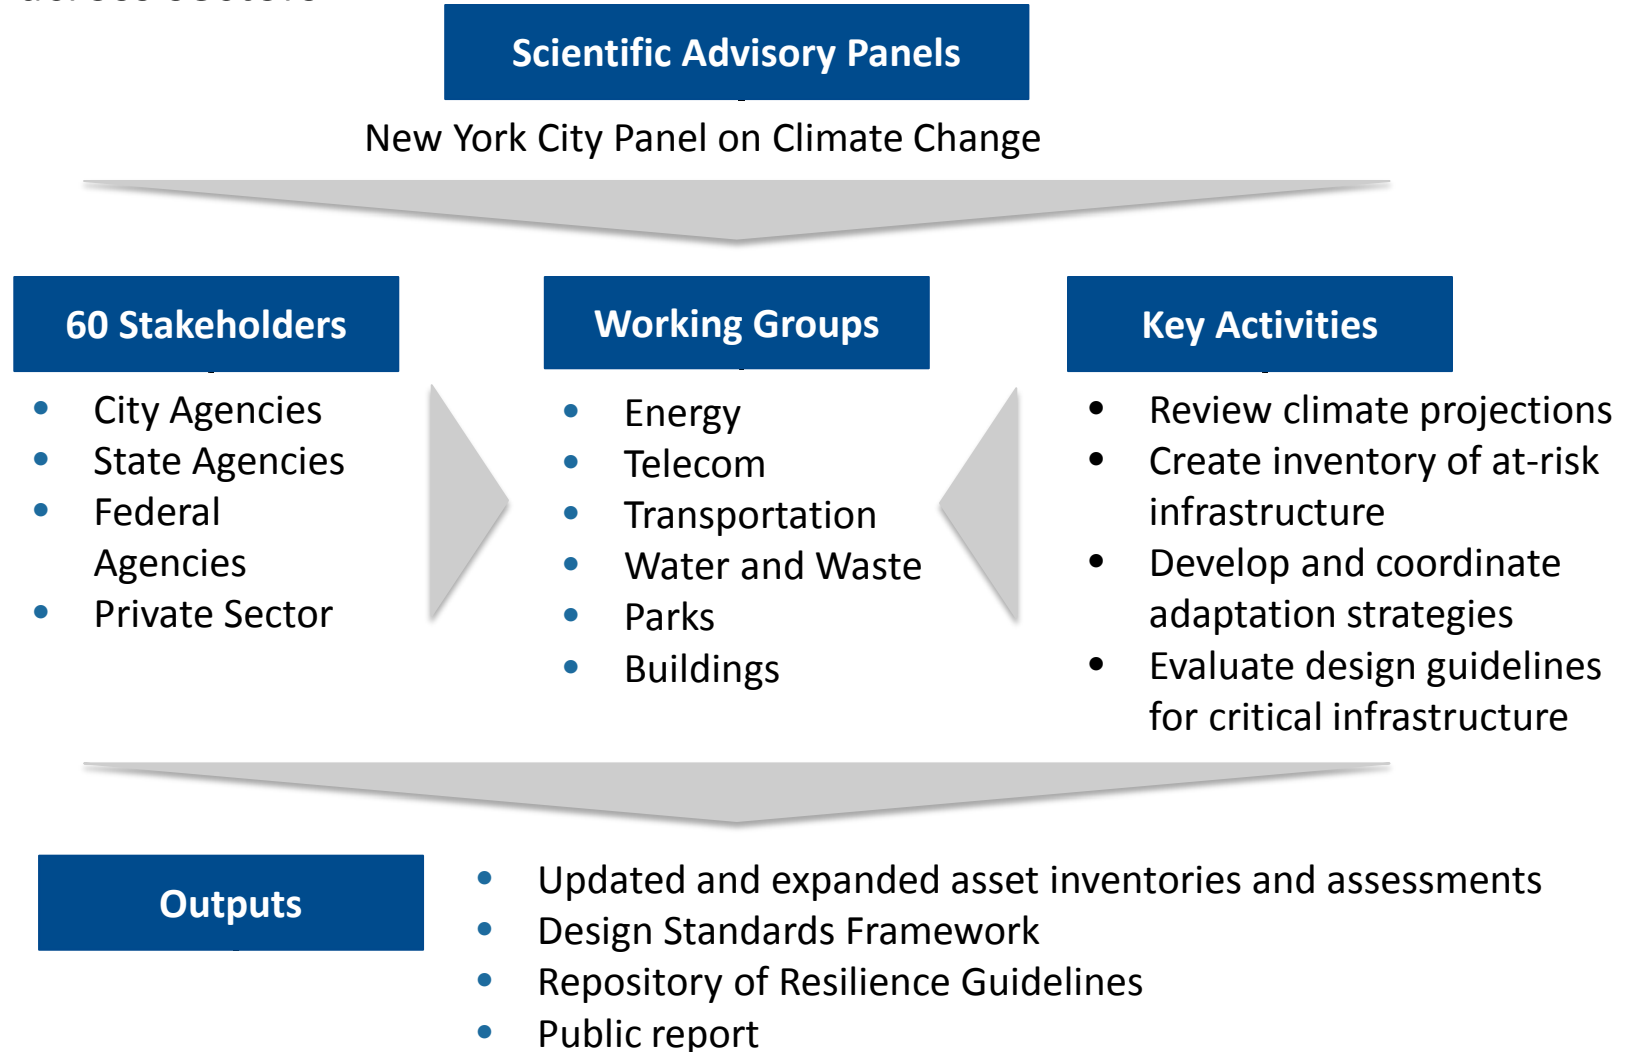 across sectors
Scientific Advisory Panels
New York City Panel on Climate Change
60 Stakeholders
• City Agencies
• State Agencies
• Federal
Agencies
• Private Sector
Working Groups
• Energy
• Telecom
• Transportation
• Water and Waste
• Parks
• Buildings
Key Activities
• Review climate projections
• Create inventory of at-risk
infrastructure
• Develop and coordinate
adaptation strategies
• Evaluate design guidelines
for critical infrastructure
Outputs
• Updated and expanded asset inventories and assessments
• Design Standards Framework
• Repository of Resilience Guidelines
• Public report